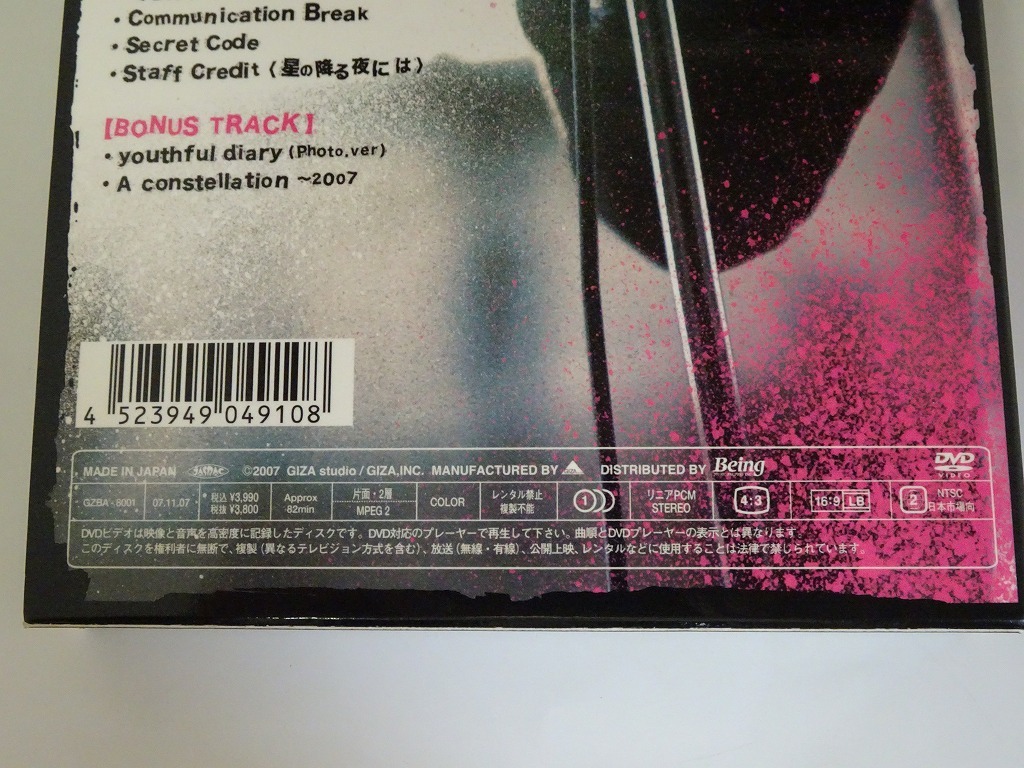 ・Communication Break
・Secret Code
・Staff Credit (星の降る夜には)
[BONUS TRACK]
・youthful diary (Photo.ver)
・A constellation ~2007
4 523949 049108
MADE IN JAPAN ©2007 GIZA studio / GIZA,INC. MANUFACTURED BY DISTRIBUTED BY Being DVD VIDEO
GZBA-8001 07.11.07 税込 ¥3,990 税抜 ¥3,800 Approx 82min 片面・2層 MPEG 2 COLOR レンタル禁止 複製不能 1 リニアPCM STEREO 4:3 16:9 LB 2 NTSC 日本市場向
DVDビデオは映像と音声を高密度に記録したディスクです。DVD対応のプレーヤーで再生して下さい。曲順とDVDプレーヤーの表示とは異なります。
このディスクを権利者に無断で、複製(異なるテレビジョン方式を含む)、放送(無線・有線)、公開上映、レンタルなどに使用することは法律で禁じられています。